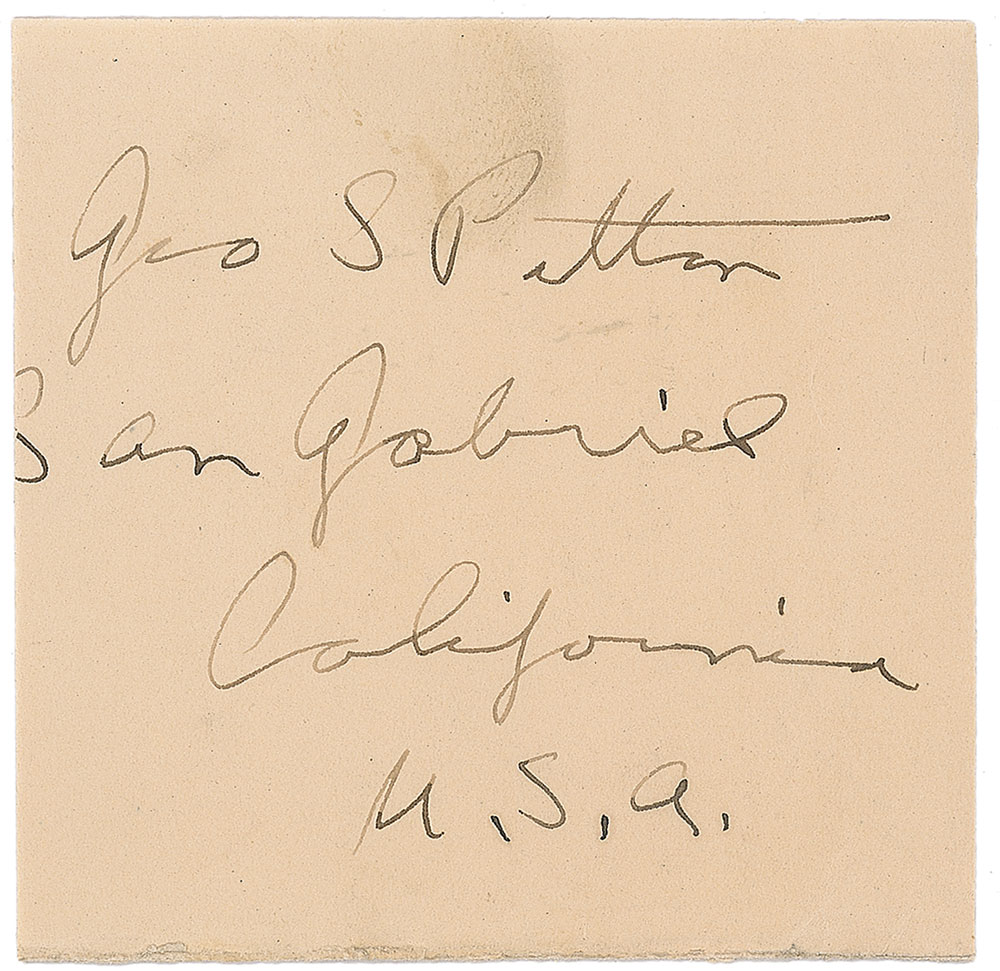 Geo S Patton
San Gabriel
California
U.S.A.